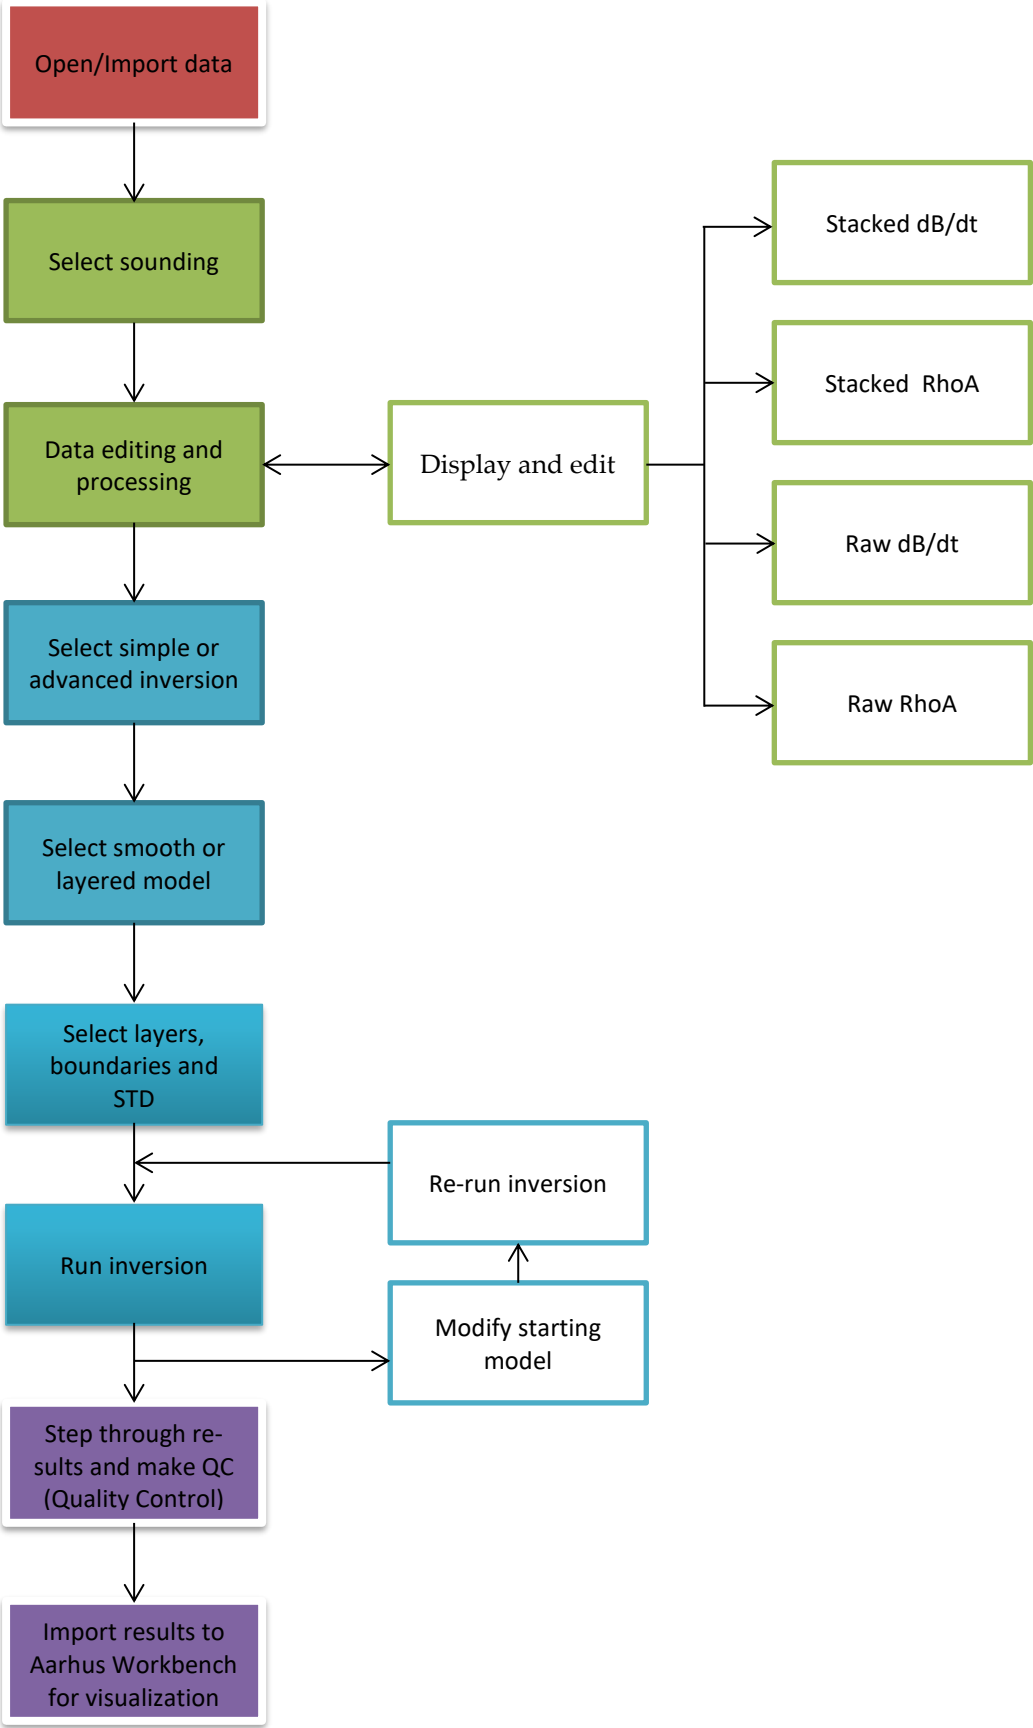 Open/Import data
Select sounding
Data editing and
processing
Display and edit
Stacked dB/dt
Stacked  RhoA
Raw dB/dt
Raw RhoA
Select simple or
advanced inversion
Select smooth or
layered model
Select layers,
boundaries and
STD
Re-run inversion
Run inversion
Modify starting
model
Step through re-
sults and make QC
(Quality Control)
Import results to
Aarhus Workbench
for visualization